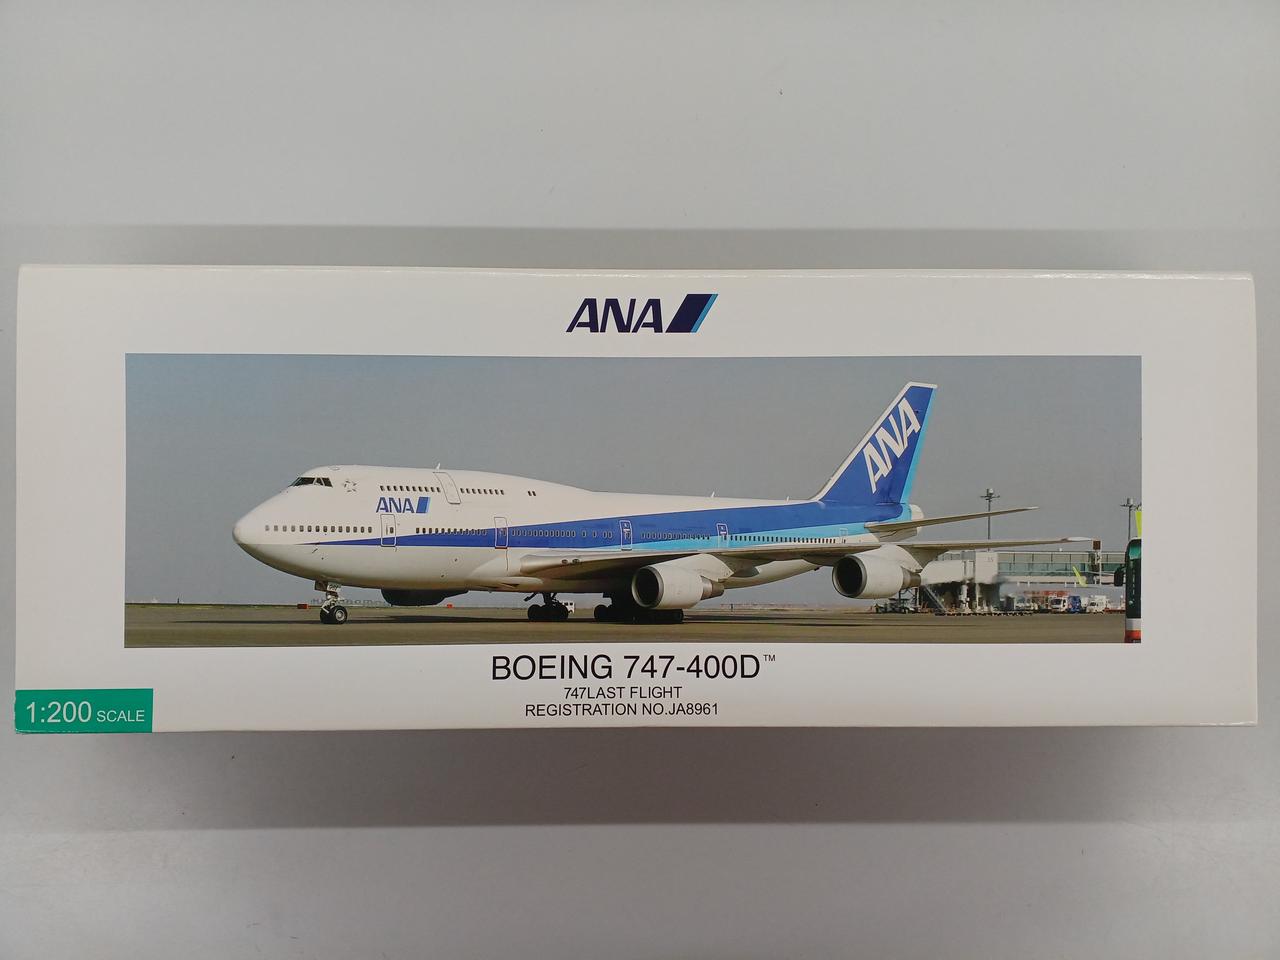 ANA
ANA
ANA
BOEING 747-400D™
747LAST FLIGHT
REGISTRATION NO.JA8961
1:200 SCALE